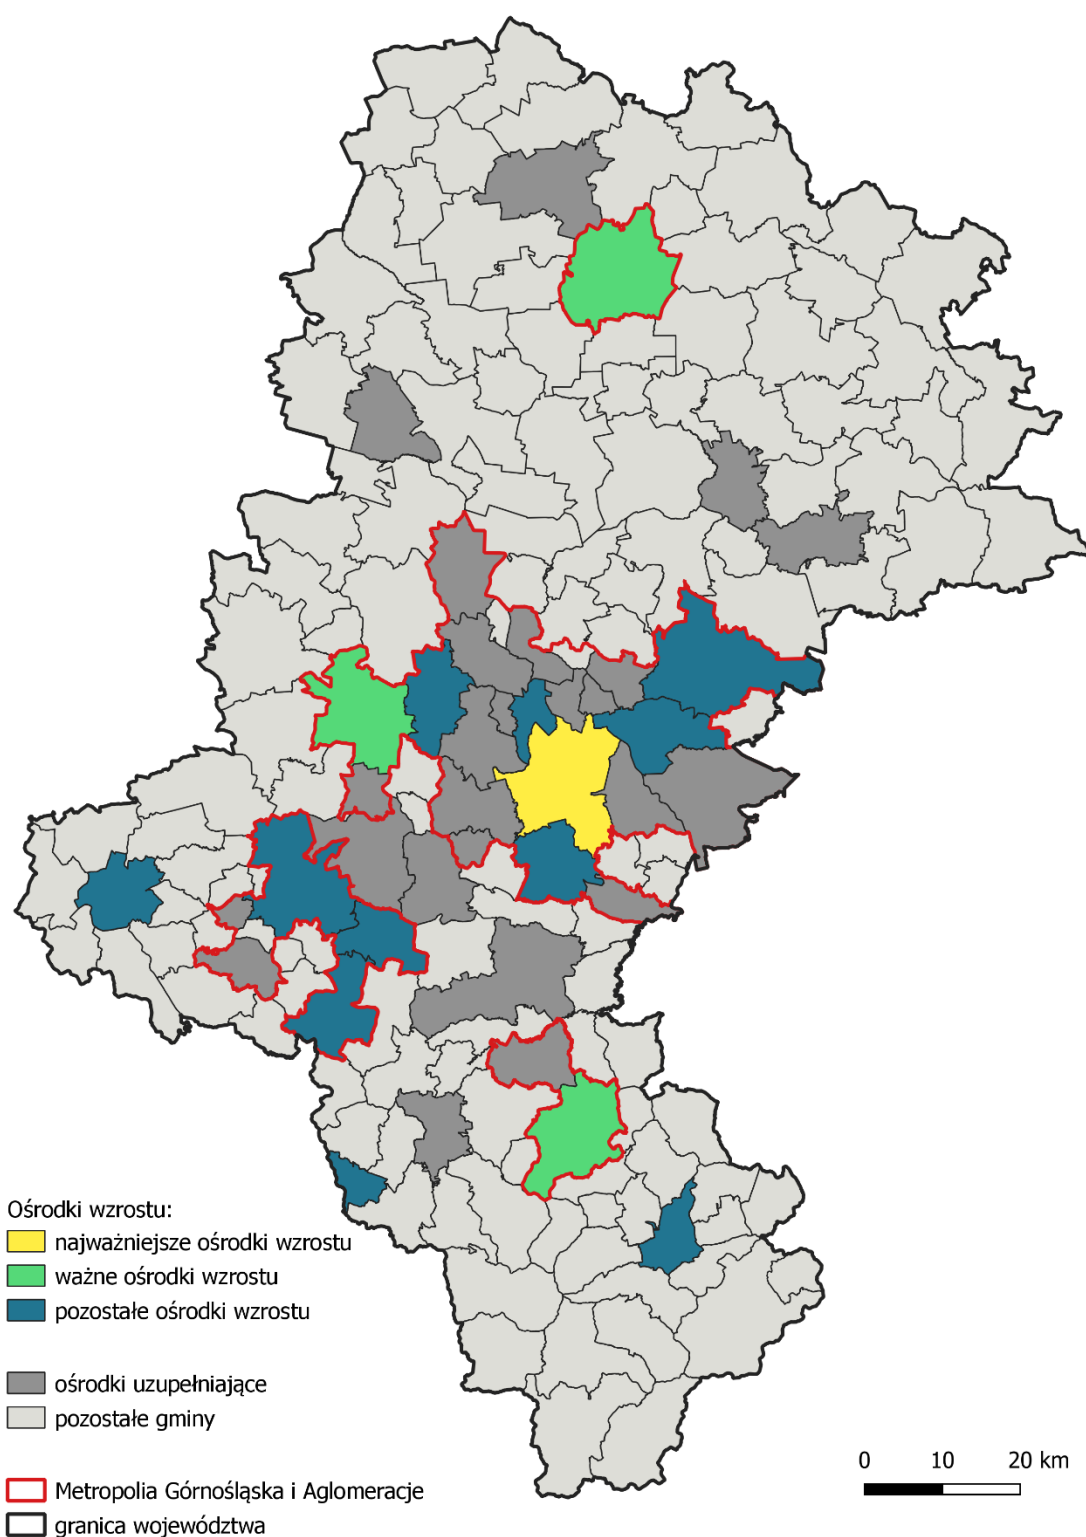 Ośrodki wzrostu:
najważniejsze ośrodki wzrostu
ważne ośrodki wzrostu
pozostałe ośrodki wzrostu
ośrodki uzupełniające
pozostałe gminy
0 10 20 km
Metropolia Górnośląska i Aglomeracje
granica województwa